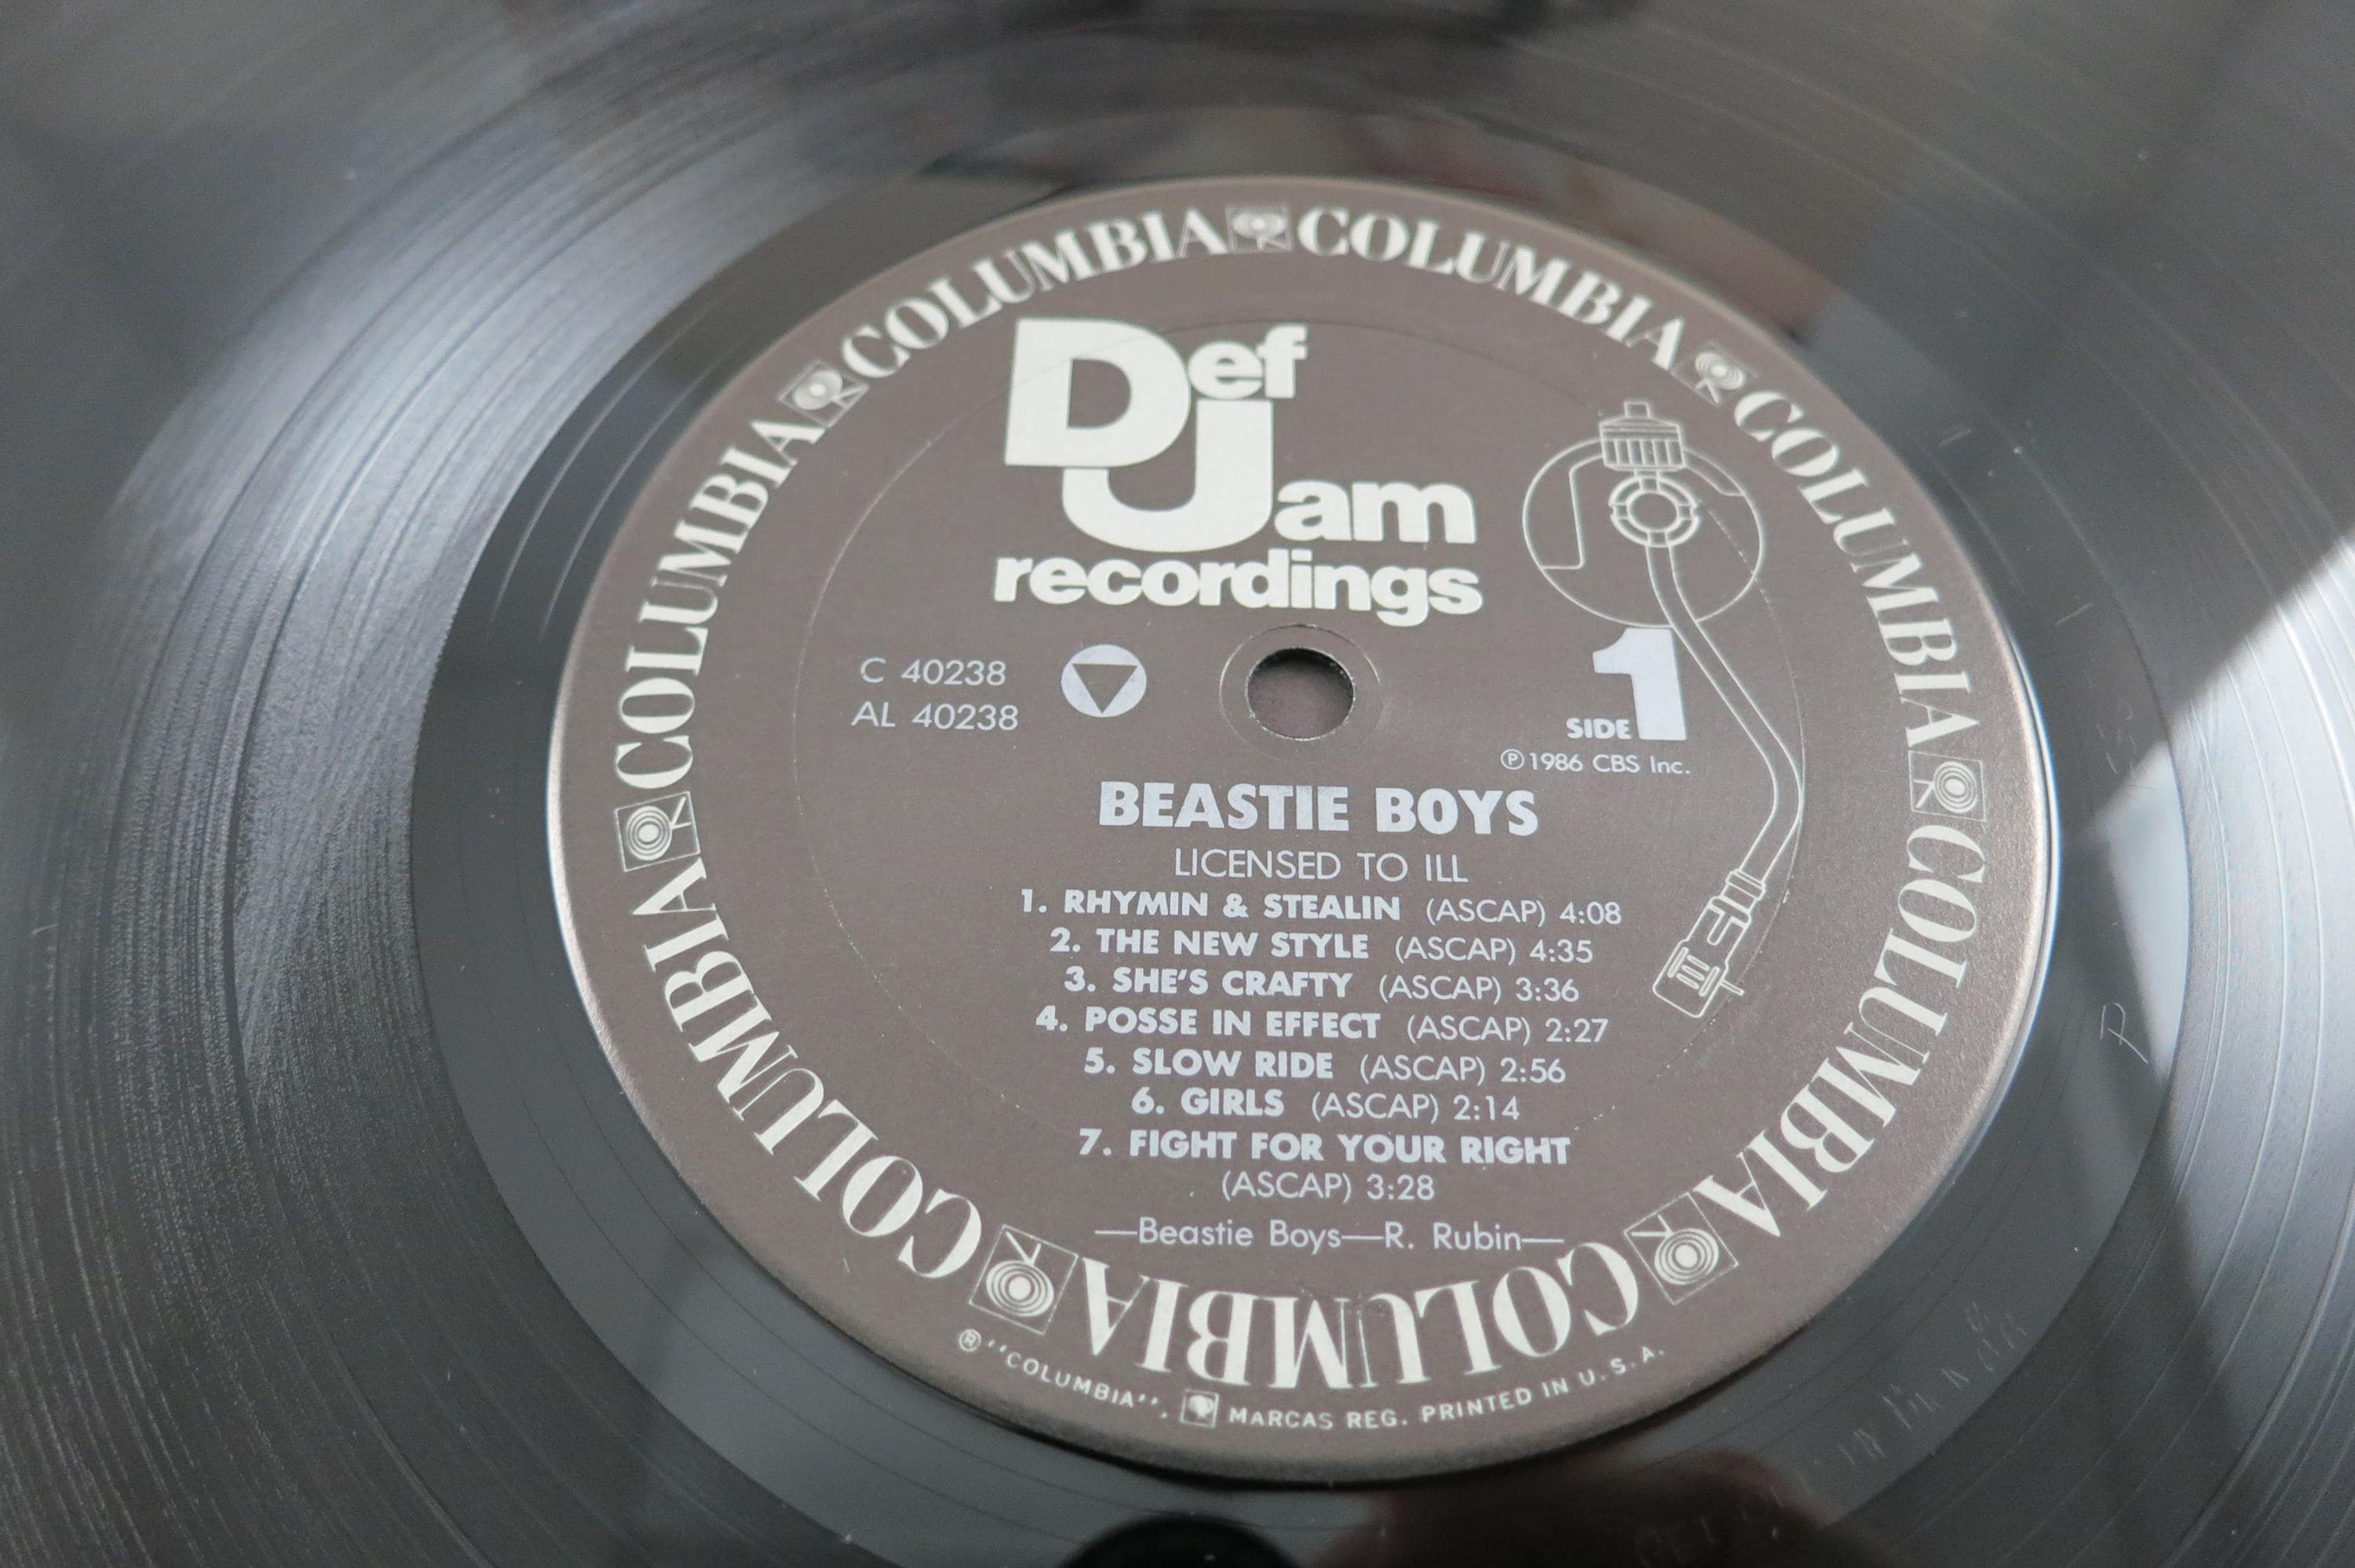 COLUMBIA COLUMBIA COLUMBIA COLUMBIA COLUMBIA COLUMBIA COLUMBIA COLUMBIA
Def
Jam
recordings
C 40238
AL 40238
SIDE 1
℗ 1986 CBS Inc.
BEASTIE BOYS
LICENSED TO ILL
1. RHYMIN & STEALIN (ASCAP) 4:08
2. THE NEW STYLE (ASCAP) 4:35
3. SHE'S CRAFTY (ASCAP) 3:36
4. POSSE IN EFFECT (ASCAP) 2:27
5. SLOW RIDE (ASCAP) 2:56
6. GIRLS (ASCAP) 2:14
7. FIGHT FOR YOUR RIGHT
(ASCAP) 3:28
—Beastie Boys—R. Rubin—
® "COLUMBIA", MARCAS REG. PRINTED IN U.S.A.
P